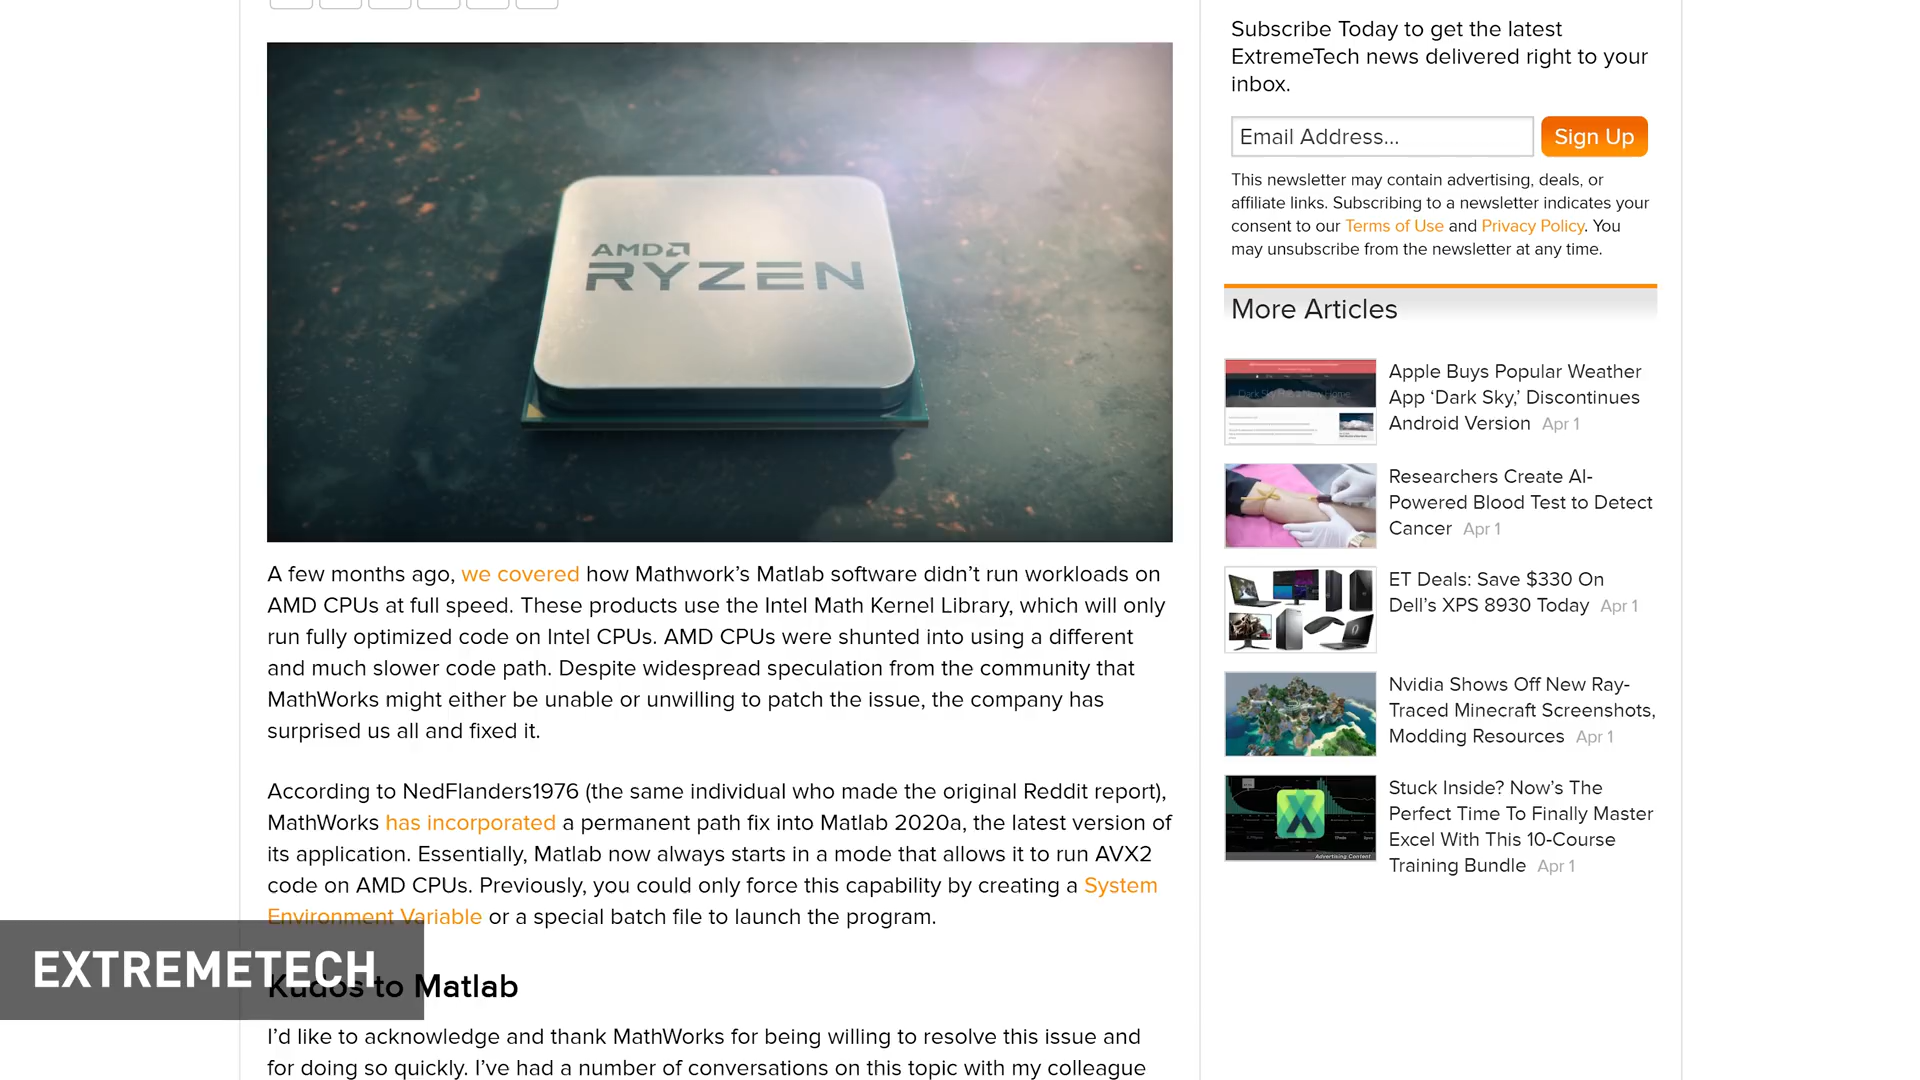 Subscribe Today to get the latest
ExtremeTech news delivered right to your
inbox.
Email Address...
Sign Up
This newsletter may contain advertising, deals, or
affiliate links. Subscribing to a newsletter indicates your
consent to our Terms of Use and Privacy Policy. You
may unsubscribe from the newsletter at any time.
AMD
RYZEN
A few months ago, we covered how Mathwork’s Matlab software didn’t run workloads on
AMD CPUs at full speed. These products use the Intel Math Kernel Library, which will only
run fully optimized code on Intel CPUs. AMD CPUs were shunted into using a different
and much slower code path. Despite widespread speculation from the community that
MathWorks might either be unable or unwilling to patch the issue, the company has
surprised us all and fixed it.
According to NedFlanders1976 (the same individual who made the original Reddit report),
MathWorks has incorporated a permanent path fix into Matlab 2020a, the latest version of
its application. Essentially, Matlab now always starts in a mode that allows it to run AVX2
code on AMD CPUs. Previously, you could only force this capability by creating a System
Environment Variable or a special batch file to launch the program.
Kudos to Matlab
I’d like to acknowledge and thank MathWorks for being willing to resolve this issue and
for doing so quickly. I’ve had a number of conversations on this topic with my colleague
EXTREMETECH
More Articles
Apple Buys Popular Weather
App ‘Dark Sky,’ Discontinues
Android Version Apr 1
Researchers Create AI-
Powered Blood Test to Detect
Cancer Apr 1
ET Deals: Save $330 On
Dell’s XPS 8930 Today Apr 1
Nvidia Shows Off New Ray-
Traced Minecraft Screenshots,
Modding Resources Apr 1
Advertising Content
Stuck Inside? Now’s The
Perfect Time To Finally Master
Excel With This 10-Course
Training Bundle Apr 1